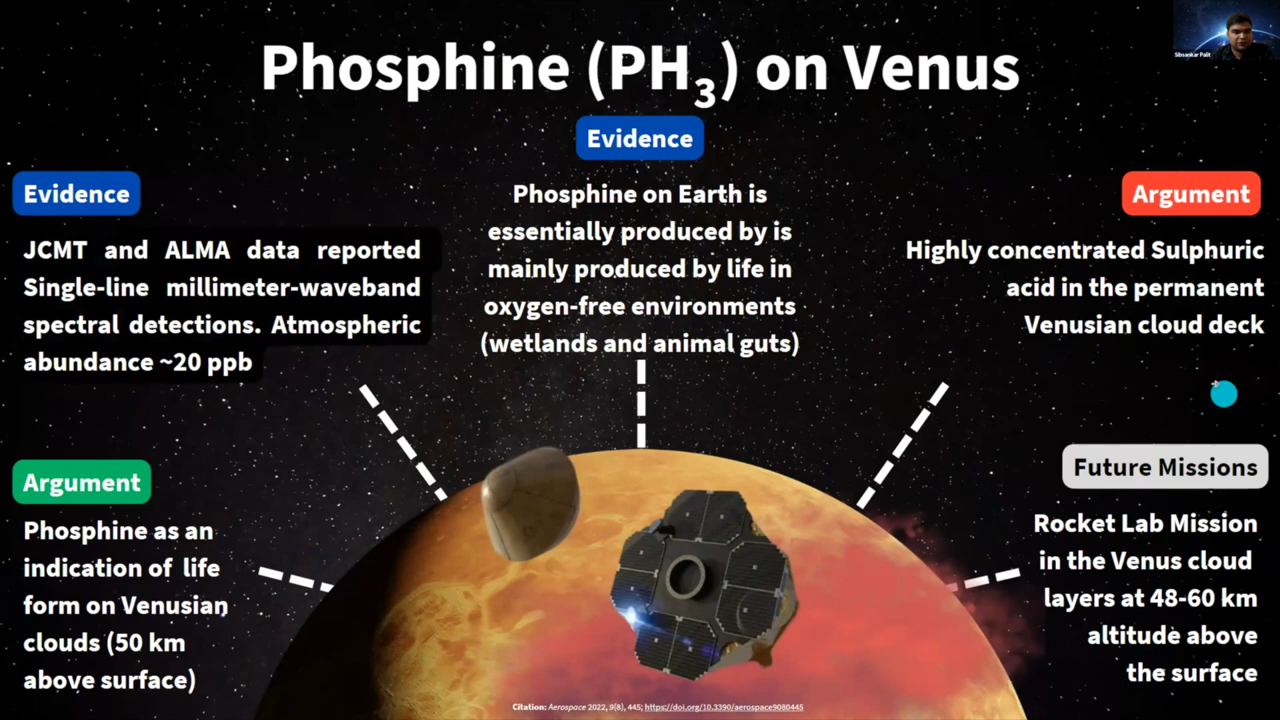 Sibsankar Palit
Phosphine (PH₃) on Venus
Evidence
JCMT and ALMA data reported
Single-line millimeter-waveband
spectral detections. Atmospheric
abundance ~20 ppb
Evidence
Phosphine on Earth is
essentially produced by is
mainly produced by life in
oxygen-free environments
(wetlands and animal guts)
Argument
Highly concentrated Sulphuric
acid in the permanent
Venusian cloud deck
Argument
Phosphine as an
indication of life
form on Venusian
clouds (50 km
above surface)
Future Missions
Rocket Lab Mission
in the Venus cloud
layers at 48-60 km
altitude above
the surface
Citation: Aerospace 2022, 9(8), 445; https://doi.org/10.3390/aerospace9080445